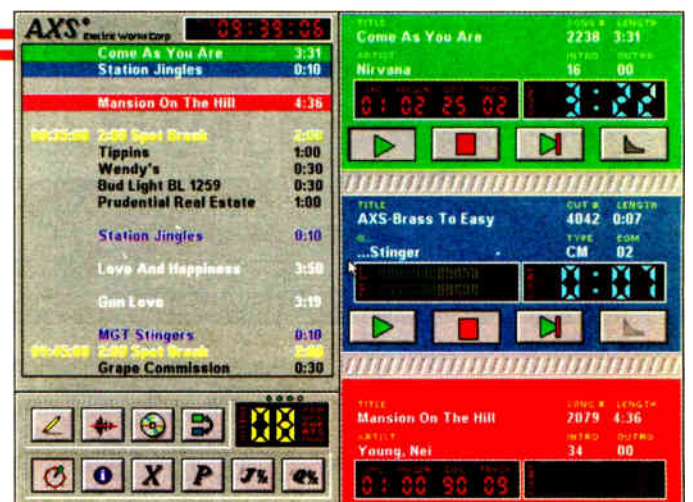 AXS Electric Works Corp 09:39:06
Come As You Are 3:31
Station Jingles 0:10
Mansion On The Hill 4:36
2:00 Spot Break 2:00
Tippins 1:00
Wendy's 0:30
Bud Light BL 1259 0:30
Prudential Real Estate 1:00
Station Jingles 0:10
Love And Happiness 3:50
Gun Love 3:19
MGT Stingers 0:10
2:00 Spot Break 2:00
Grape Commission 0:30
08
X P J% Q%
TITLE SONG # LENGTH
Come As You Are 2238 3:31
ARTIST INTRO OUTRO
Nirvana 16 00
01 02 25 02 3:22
TITLE CUT # LENGTH
AXS-Brass To Easy 4042 0:07
TYPE EOM
...Stinger CM 02
0:07
TITLE SONG # LENGTH
Mansion On The Hill 2079 4:36
ARTIST INTRO OUTRO
Young, Nei 34 00
01 00 90 09